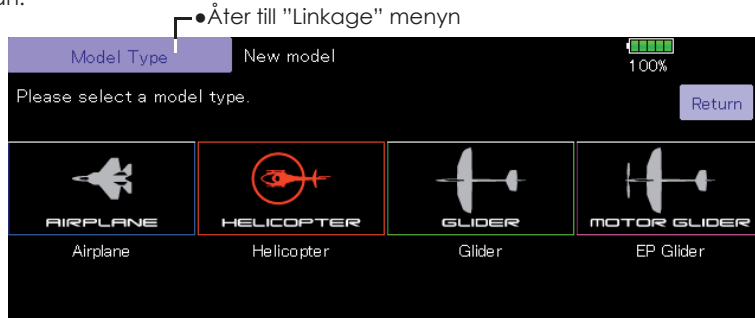 ●Åter till ”Linkage” menyn
Model Type New model 100%
Please select a model type. Return
AIRPLANE HELICOPTER GLIDER MOTOR GLIDER
Airplane Helicopter Glider EP Glider